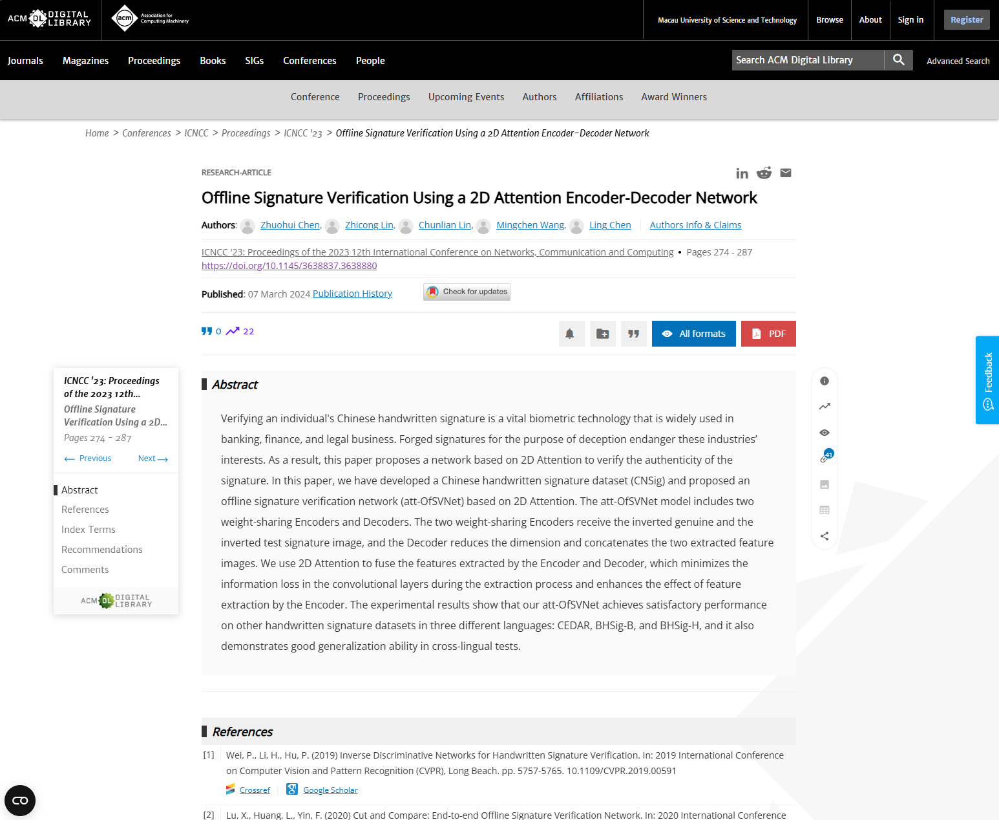 ACM DL DIGITAL LIBRARY
acm Association for Computing Machinery
Macau University of Science and Technology
Browse
About
Sign in
Register
Journals
Magazines
Proceedings
Books
SIGs
Conferences
People
Search ACM Digital Library
Advanced Search
Conference
Proceedings
Upcoming Events
Authors
Affiliations
Award Winners
Home > Conferences > ICNCC > Proceedings > ICNCC '23 > Offline Signature Verification Using a 2D Attention Encoder-Decoder Network
RESEARCH-ARTICLE
Offline Signature Verification Using a 2D Attention Encoder-Decoder Network
Authors: Zhuohui Chen, Zhicong Lin, Chunlian Lin, Mingchen Wang, Ling Chen Authors Info & Claims
ICNCC '23: Proceedings of the 2023 12th International Conference on Networks, Communication and Computing • Pages 274 - 287
https://doi.org/10.1145/3638837.3638880
Published: 07 March 2024 Publication History
Check for updates
0 22
All formats
PDF
Feedback
ICNCC '23: Proceedings
of the 2023 12th...
Offline Signature
Verification Using a 2D...
Pages 274 - 287
← Previous
Next →
Abstract
References
Index Terms
Recommendations
Comments
ACM DL DIGITAL LIBRARY
41
Abstract
Verifying an individual's Chinese handwritten signature is a vital biometric technology that is widely used in
banking, finance, and legal business. Forged signatures for the purpose of deception endanger these industries’
interests. As a result, this paper proposes a network based on 2D Attention to verify the authenticity of the
signature. In this paper, we have developed a Chinese handwritten signature dataset (CNSig) and proposed an
offline signature verification network (att-OfSVNet) based on 2D Attention. The att-OfSVNet model includes two
weight-sharing Encoders and Decoders. The two weight-sharing Encoders receive the inverted genuine and the
inverted test signature image, and the Decoder reduces the dimension and concatenates the two extracted feature
images. We use 2D Attention to fuse the features extracted by the Encoder and Decoder, which minimizes the
information loss in the convolutional layers during the extraction process and enhances the effect of feature
extraction by the Encoder. The experimental results show that our att-OfSVNet achieves satisfactory performance
on other handwritten signature datasets in three different languages: CEDAR, BHSig-B, and BHSig-H, and it also
demonstrates good generalization ability in cross-lingual tests.
References
[1] Wei, P., Li, H., Hu, P. (2019) Inverse Discriminative Networks for Handwritten Signature Verification. In: 2019 International Conference
on Computer Vision and Pattern Recognition (CVPR), Long Beach. pp. 5757-5765. 10.1109/CVPR.2019.00591
Crossref
Google Scholar
[2] Lu, X., Huang, L., Yin, F. (2020) Cut and Compare: End-to-end Offline Signature Verification Network. In: 2020 International Conference